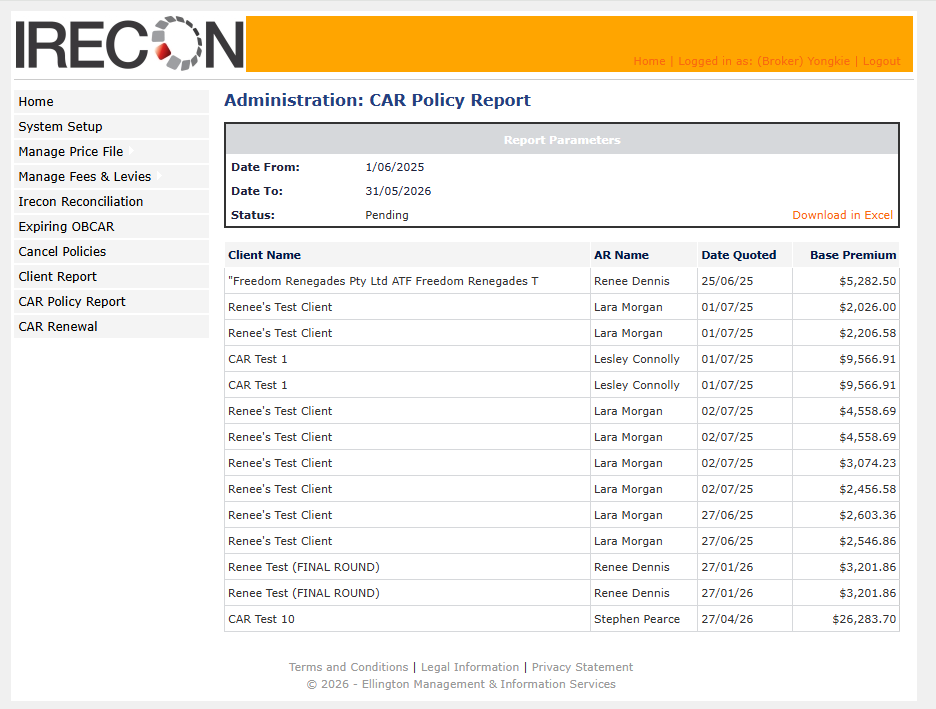 IRECON
Home | Logged in as: (Broker) Yongkie | Logout
Home
System Setup
Manage Price File
Manage Fees & Levies
Irecon Reconciliation
Expiring OBCAR
Cancel Policies
Client Report
CAR Policy Report
CAR Renewal
Administration: CAR Policy Report
Report Parameters
Date From: 1/06/2025
Date To: 31/05/2026
Status: Pending Download in Excel
Client Name AR Name Date Quoted Base Premium
"Freedom Renegades Pty Ltd ATF Freedom Renegades T Renee Dennis 25/06/25 $5,282.50
Renee's Test Client Lara Morgan 01/07/25 $2,026.00
Renee's Test Client Lara Morgan 01/07/25 $2,206.58
CAR Test 1 Lesley Connolly 01/07/25 $9,566.91
CAR Test 1 Lesley Connolly 01/07/25 $9,566.91
Renee's Test Client Lara Morgan 02/07/25 $4,558.69
Renee's Test Client Lara Morgan 02/07/25 $4,558.69
Renee's Test Client Lara Morgan 02/07/25 $3,074.23
Renee's Test Client Lara Morgan 02/07/25 $2,456.58
Renee's Test Client Lara Morgan 27/06/25 $2,603.36
Renee's Test Client Lara Morgan 27/06/25 $2,546.86
Renee Test (FINAL ROUND) Renee Dennis 27/01/26 $3,201.86
Renee Test (FINAL ROUND) Renee Dennis 27/01/26 $3,201.86
CAR Test 10 Stephen Pearce 27/04/26 $26,283.70
Terms and Conditions | Legal Information | Privacy Statement
© 2026 - Ellington Management & Information Services